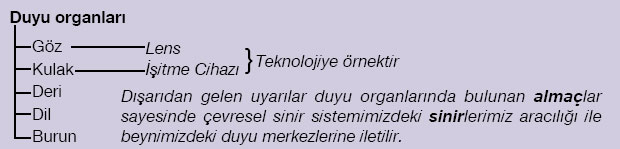 Duyu organları
Göz Lens
Kulak İşitme Cihazı } Teknolojiye örnektir
Deri
Dil
Burun
Dışarıdan gelen uyarılar duyu organlarında bulunan almaçlar
sayesinde çevresel sinir sistemimizdeki sinirlerimiz aracılığı ile
beynimizdeki duyu merkezlerine iletilir.